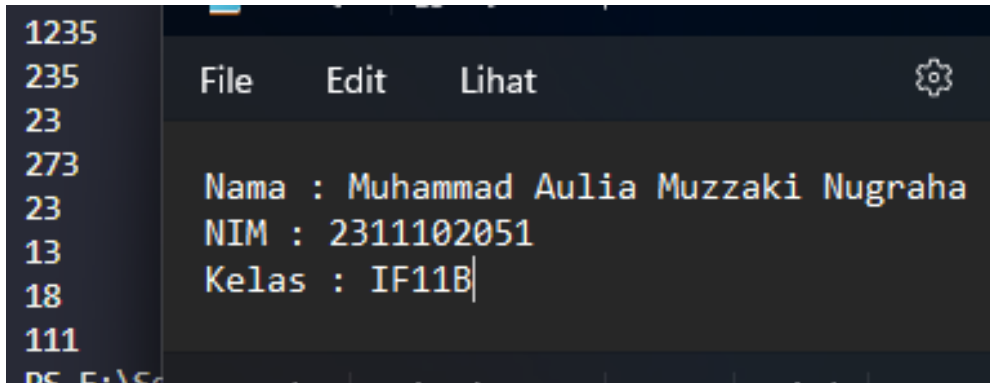 1235
235
23
273
23
13
18
111
File Edit Lihat
Nama : Muhammad Aulia Muzzaki Nugraha
NIM : 2311102051
Kelas : IF11B